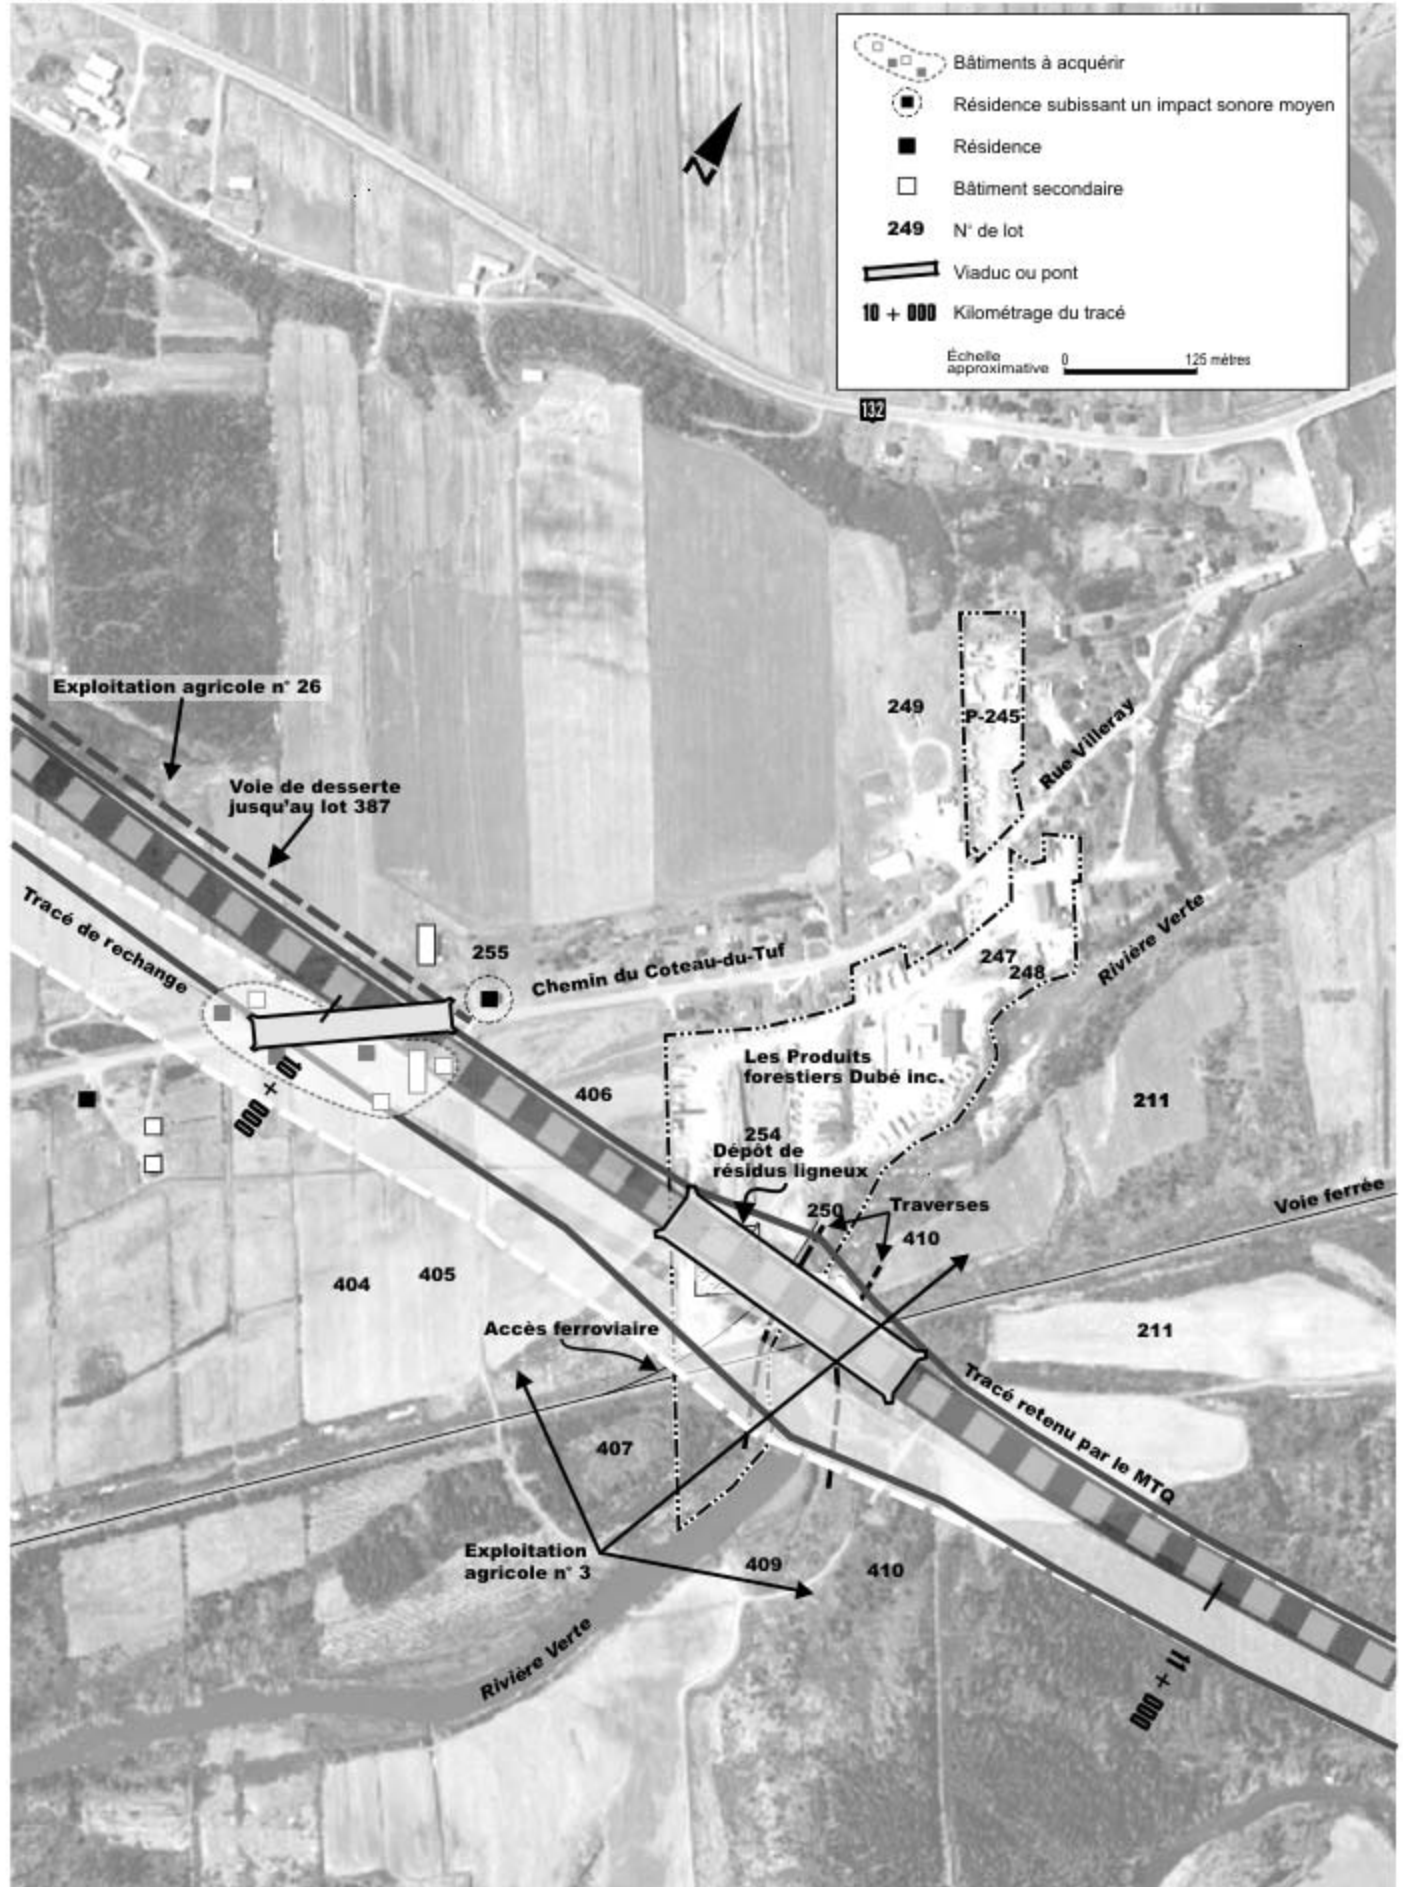 Bâtiments à acquérir
Résidence subissant un impact sonore moyen
Résidence
Bâtiment secondaire
249 N° de lot
Viaduc ou pont
10 + 000 Kilométrage du tracé
Échelle
approximative
0 125 mètres
N
132
Exploitation agricole n° 26
249
P-245
Rue Villeray
Voie de desserte
jusqu'au lot 387
Tracé de rechange
255
Chemin du Coteau-du-Tuf
247
248
Rivière Verte
Les Produits
forestiers Dubé inc.
10 + 000
406
211
254
Dépôt de
résidus ligneux
250
Traverses
410
Voie ferrée
404
405
Accès ferroviaire
211
Tracé retenu par le MTQ
407
Exploitation
agricole n° 3
409
410
Rivière Verte
11 + 000